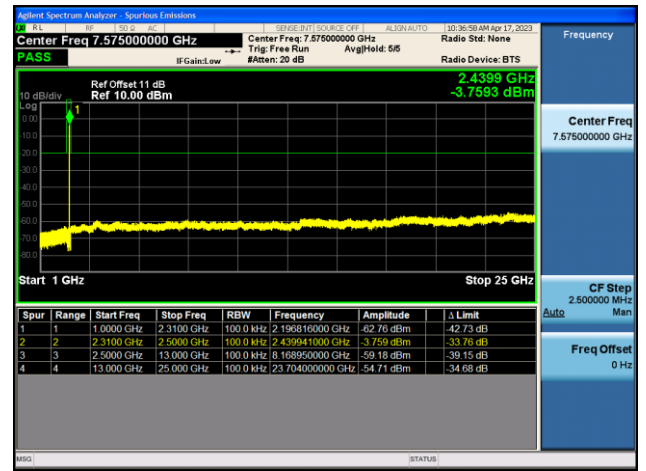 Agilent Spectrum Analyzer - Spurious Emissions
RL RF 50 Ω AC SENSE:INT SOURCE OFF ALIGN AUTO 10:36:58 AM Apr 17, 2023
Center Freq 7.575000000 GHz
Center Freq: 7.575000000 GHz
Radio Std: None
Trig: Free Run Avg|Hold: 5/5
PASS
IFGain:Low
#Atten: 20 dB
Radio Device: BTS
Frequency
Ref Offset 11 dB
10 dB/div Ref 10.00 dBm
2.4399 GHz
-3.7593 dBm
Log
1
0.00
-10.0
-20.0
-30.0
-40.0
-50.0
-60.0
-70.0
-80.0
Start 1 GHz Stop 25 GHz
Center Freq
7.575000000 GHz
CF Step
2.500000 MHz
Auto Man
Freq Offset
0 Hz
Spur Range Start Freq Stop Freq RBW Frequency Amplitude Δ Limit
1 1 1.0000 GHz 2.3100 GHz 100.0 kHz 2.196816000 GHz -62.76 dBm -42.73 dB
2 2 2.3100 GHz 2.5000 GHz 100.0 kHz 2.439941000 GHz -3.759 dBm -33.76 dB
3 3 2.5000 GHz 13.000 GHz 100.0 kHz 8.168950000 GHz -59.18 dBm -39.15 dB
4 4 13.000 GHz 25.000 GHz 100.0 kHz 23.704000000 GHz -54.71 dBm -34.68 dB
MSG STATUS